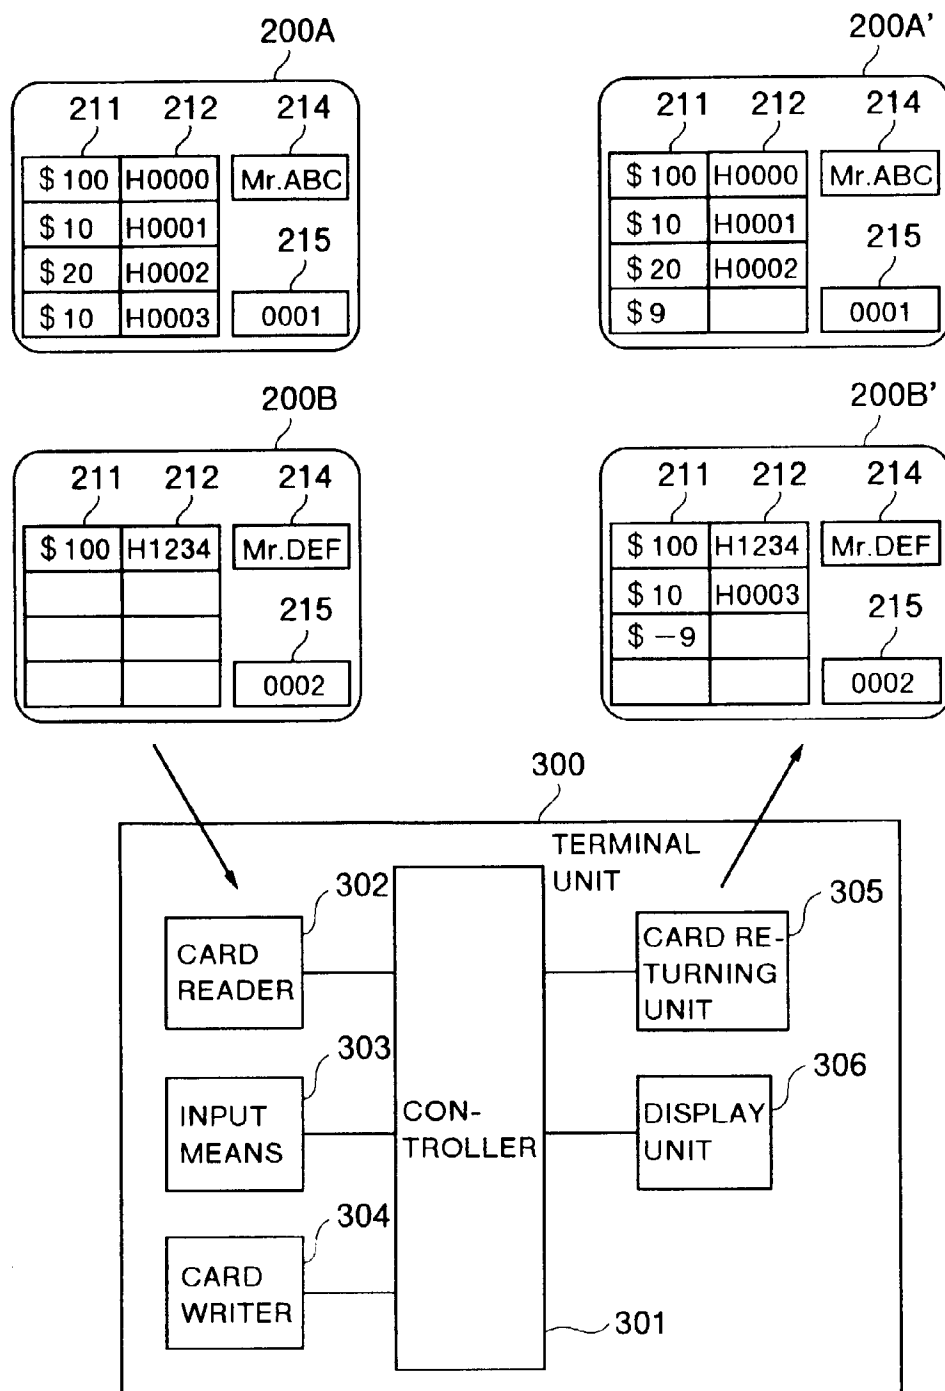 200A
211 212 214
$100 H0000 Mr.ABC
$10 H0001
215
$20 H0002
$10 H0003 0001
200A'
211 212 214
$100 H0000 Mr.ABC
$10 H0001
215
$20 H0002
$9 0001
200B
211 212 214
$100 H1234 Mr.DEF
215
0002
200B'
211 212 214
$100 H1234 Mr.DEF
$10 H0003
215
$-9
0002
300
TERMINAL
UNIT
302
CARD
READER
303
INPUT
MEANS
304
CARD
WRITER
CON-
TROLLER
301
305
CARD RE-
TURNING
UNIT
306
DISPLAY
UNIT